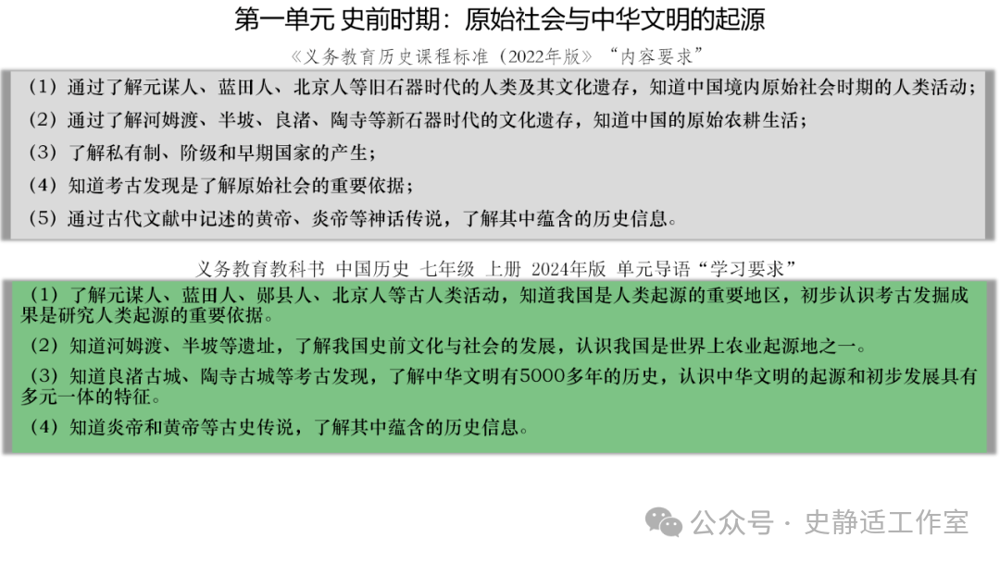 第一单元 史前时期：原始社会与中华文明的起源
《义务教育历史课程标准（2022年版》“内容要求”
（1）通过了解元谋人、蓝田人、北京人等旧石器时代的人类及其文化遗存，知道中国境内原始社会时期的人类活动；
（2）通过了解河姆渡、半坡、良渚、陶寺等新石器时代的文化遗存，知道中国的原始农耕生活；
（3）了解私有制、阶级和早期国家的产生；
（4）知道考古发现是了解原始社会的重要依据；
（5）通过古代文献中记述的黄帝、炎帝等神话传说，了解其中蕴含的历史信息。
义务教育教科书 中国历史 七年级 上册 2024年版 单元导语“学习要求”
（1）了解元谋人、蓝田人、郧县人、北京人等古人类活动，知道我国是人类起源的重要地区，初步认识考古发掘成
果是研究人类起源的重要依据。
（2）知道河姆渡、半坡等遗址，了解我国史前文化与社会的发展，认识我国是世界上农业起源地之一。
（3）知道良渚古城、陶寺古城等考古发现，了解中华文明有5000多年的历史，认识中华文明的起源和初步发展具有
多元一体的特征。
（4）知道炎帝和黄帝等古史传说，了解其中蕴含的历史信息。
公众号·史静适工作室